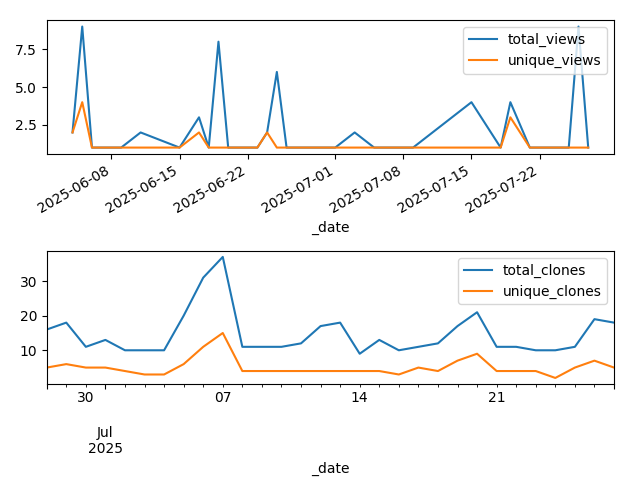 7.5
5.0
2.5
total_views
unique_views
2025-06-08
2025-06-15
2025-06-22
2025-07-01
2025-07-08
2025-07-15
2025-07-22
_date
30
20
10
total_clones
unique_clones
30
07
14
21
Jul
2025
_date